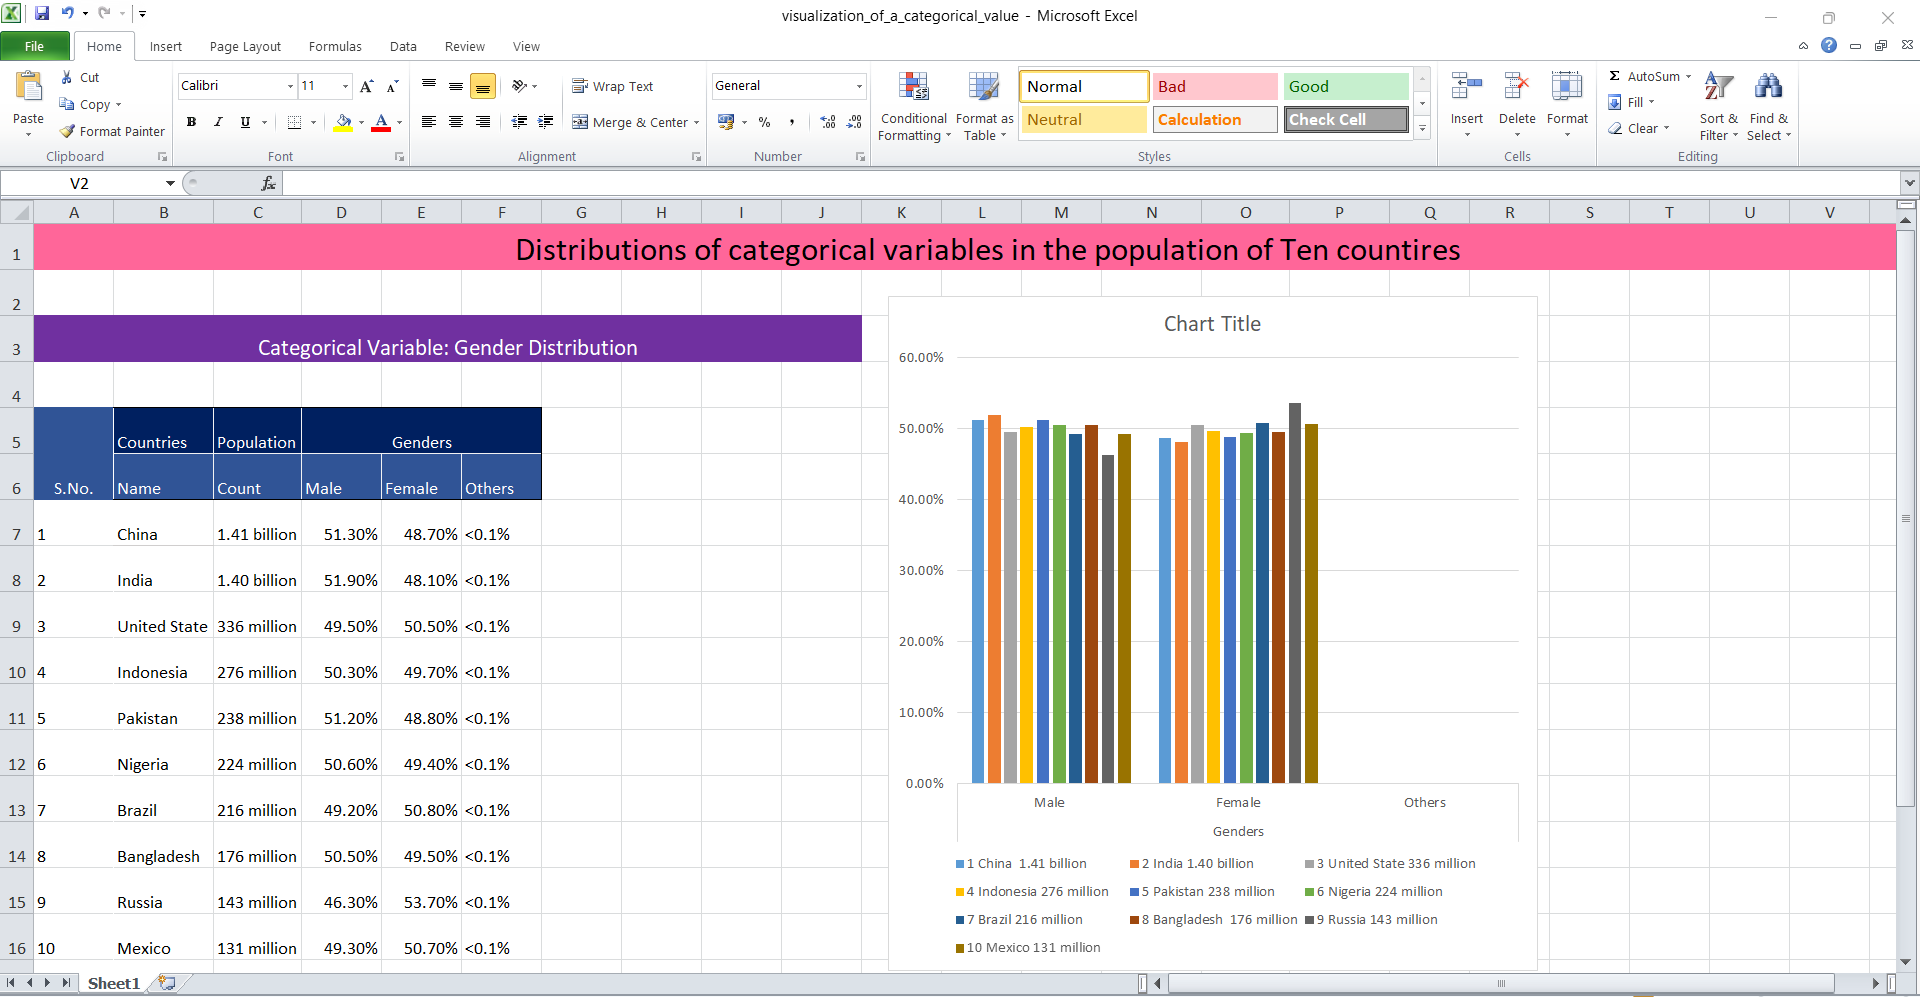 visualization_of_a_categorical_value - Microsoft Excel
File Home Insert Page Layout Formulas Data Review View
Paste
Cut
Copy
Format Painter
Clipboard
Calibri 11
B I U
Font
Wrap Text
Merge & Center
Alignment
General
%
Number
Conditional Formatting
Format as Table
Normal Bad Good
Neutral Calculation Check Cell
Styles
Insert Delete Format
Cells
Σ AutoSum
Fill
Clear
Sort & Filter
Find & Select
Editing
V2
fx
A B C D E F G H I J K L M N O P Q R S T U V
1 Distributions of categorical variables in the population of Ten countires
2
3 Categorical Variable: Gender Distribution
4
5 Countries Population Genders
6 S.No. Name Count Male Female Others
7 1 China 1.41 billion 51.30% 48.70% <0.1%
8 2 India 1.40 billion 51.90% 48.10% <0.1%
9 3 United State 336 million 49.50% 50.50% <0.1%
10 4 Indonesia 276 million 50.30% 49.70% <0.1%
11 5 Pakistan 238 million 51.20% 48.80% <0.1%
12 6 Nigeria 224 million 50.60% 49.40% <0.1%
13 7 Brazil 216 million 49.20% 50.80% <0.1%
14 8 Bangladesh 176 million 50.50% 49.50% <0.1%
15 9 Russia 143 million 46.30% 53.70% <0.1%
16 10 Mexico 131 million 49.30% 50.70% <0.1%
Chart Title
60.00%
50.00%
40.00%
30.00%
20.00%
10.00%
0.00%
Male Female Others
Genders
1 China 1.41 billion 2 India 1.40 billion 3 United State 336 million
4 Indonesia 276 million 5 Pakistan 238 million 6 Nigeria 224 million
7 Brazil 216 million 8 Bangladesh 176 million 9 Russia 143 million
10 Mexico 131 million
Sheet1